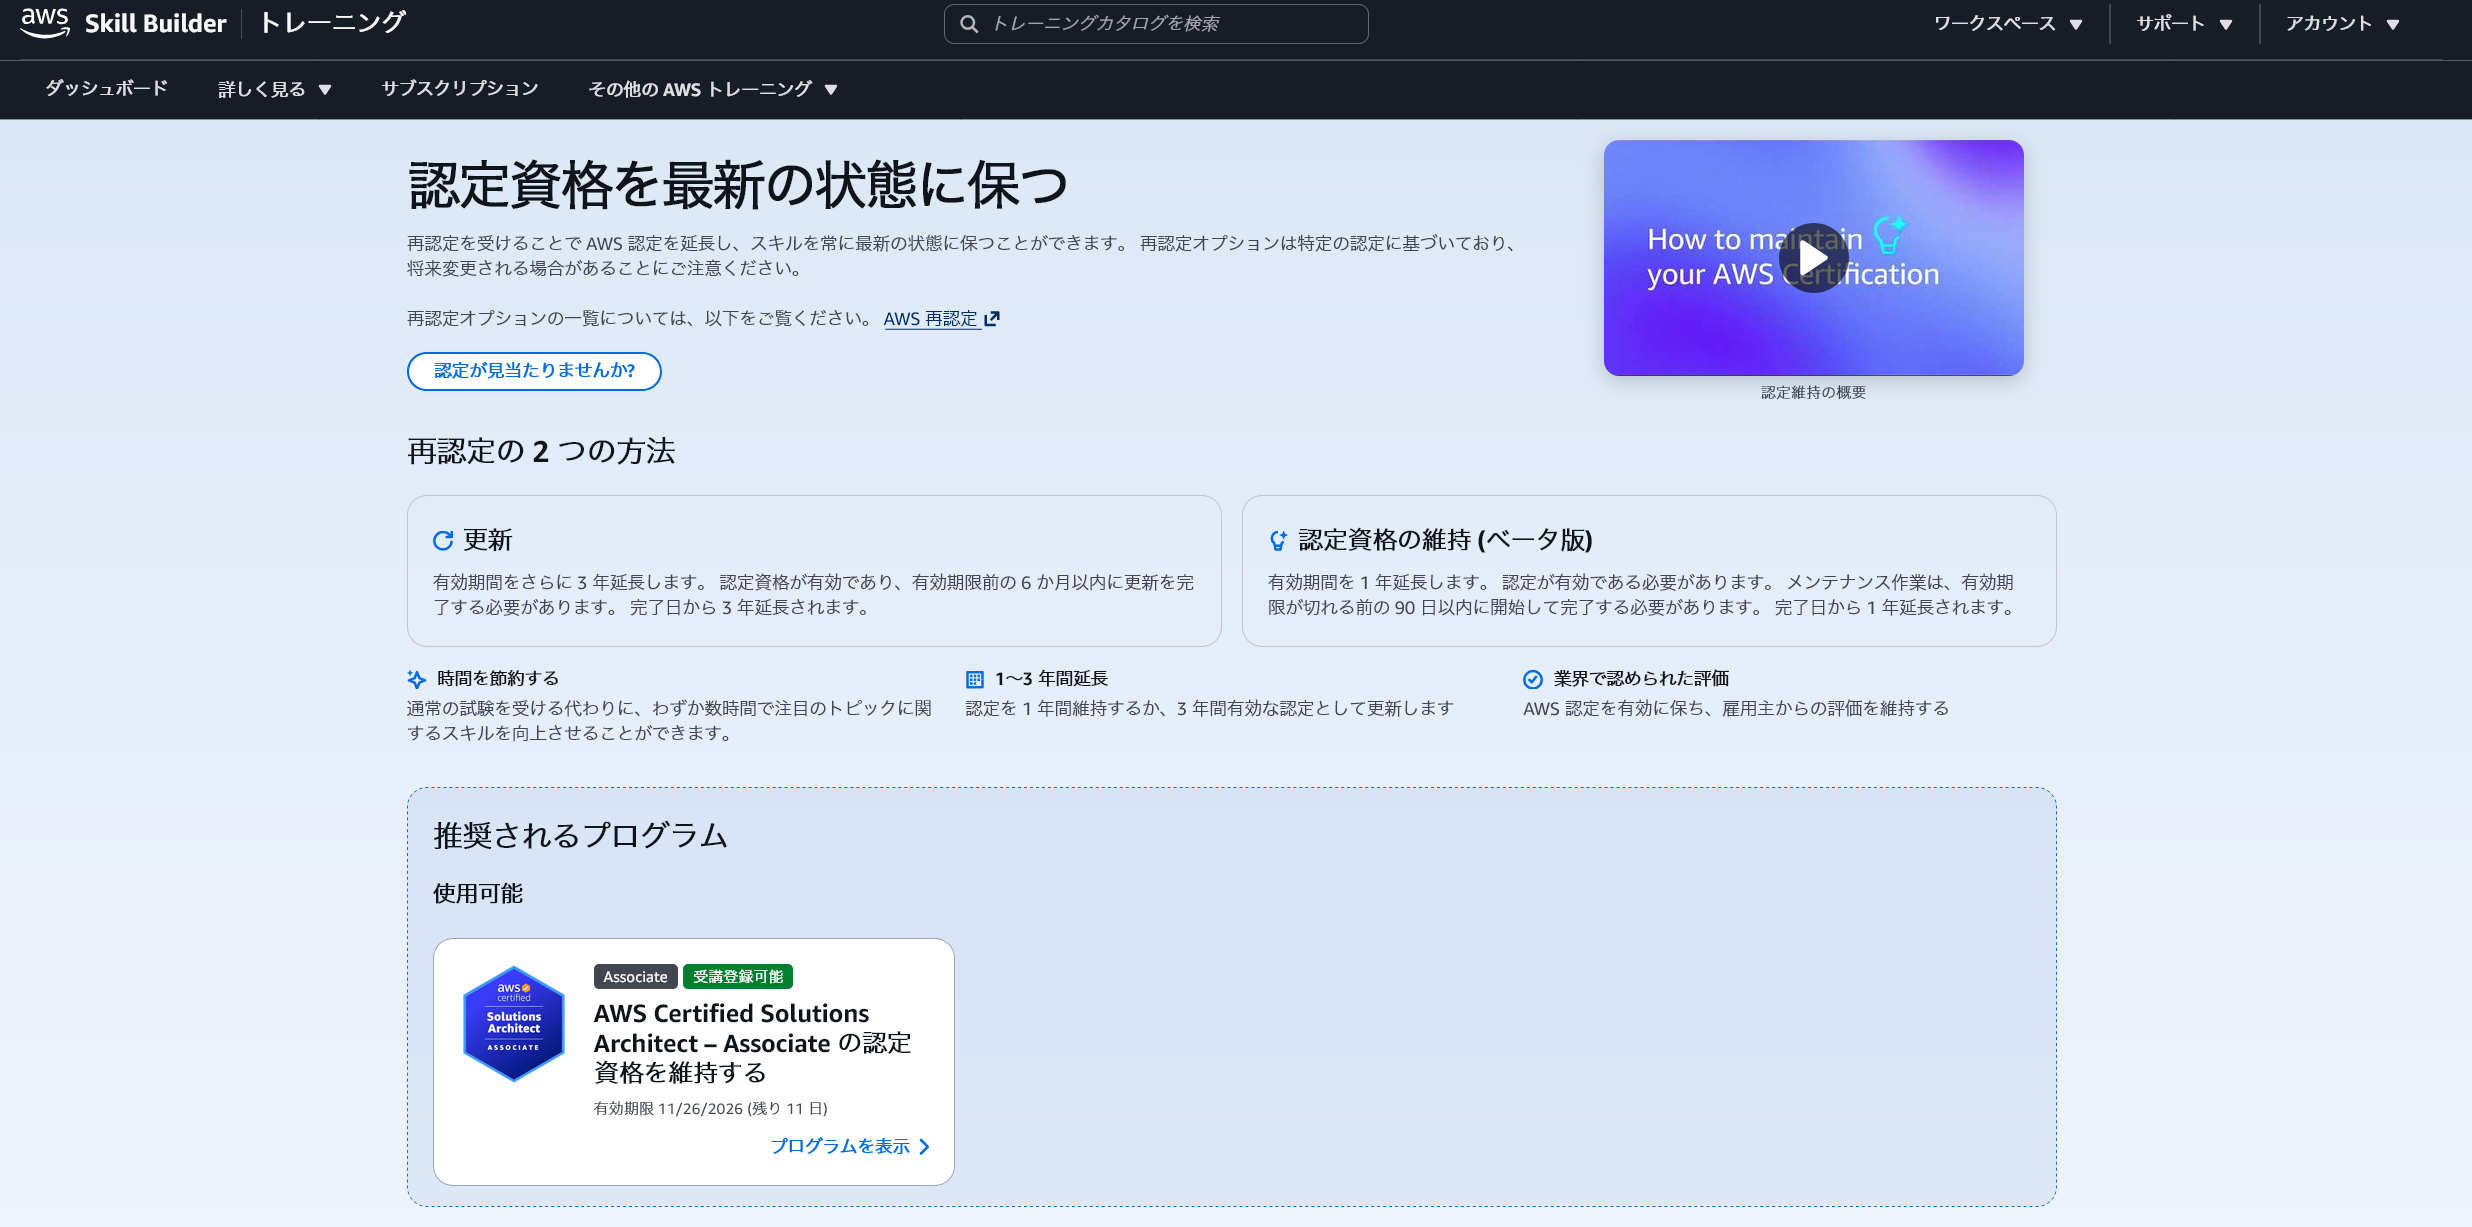 aws Skill Builder トレーニング
トレーニングカタログを検索
ワークスペース ▼ サポート ▼ アカウント ▼
ダッシュボード 詳しく見る ▼ サブスクリプション その他の AWS トレーニング ▼
認定資格を最新の状態に保つ
再認定を受けることで AWS 認定を延長し、スキルを常に最新の状態に保つことができます。 再認定オプションは特定の認定に基づいており、
将来変更される場合があることにご注意ください。
再認定オプションの一覧については、以下をご覧ください。 AWS 再認定
認定が見当たりませんか?
How to maintain
your AWS Certification
認定維持の概要
再認定の 2 つの方法
更新
有効期間をさらに 3 年延長します。 認定資格が有効であり、有効期限前の 6 か月以内に更新を完
了する必要があります。 完了日から 3 年延長されます。
認定資格の維持 (ベータ版)
有効期間を 1 年延長します。 認定が有効である必要があります。 メンテナンス作業は、有効期
限が切れる前の 90 日以内に開始して完了する必要があります。 完了日から 1 年延長されます。
時間を節約する
通常の試験を受ける代わりに、わずか数時間で注目のトピックに関
するスキルを向上させることができます。
1～3 年間延長
認定を 1 年間維持するか、3 年間有効な認定として更新します
業界で認められた評価
AWS 認定を有効に保ち、雇用主からの評価を維持する
推奨されるプログラム
使用可能
aws
certified
Solutions
Architect
ASSOCIATE
Associate 受講登録可能
AWS Certified Solutions
Architect – Associate の認定
資格を維持する
有効期限 11/26/2026 (残り 11 日)
プログラムを表示